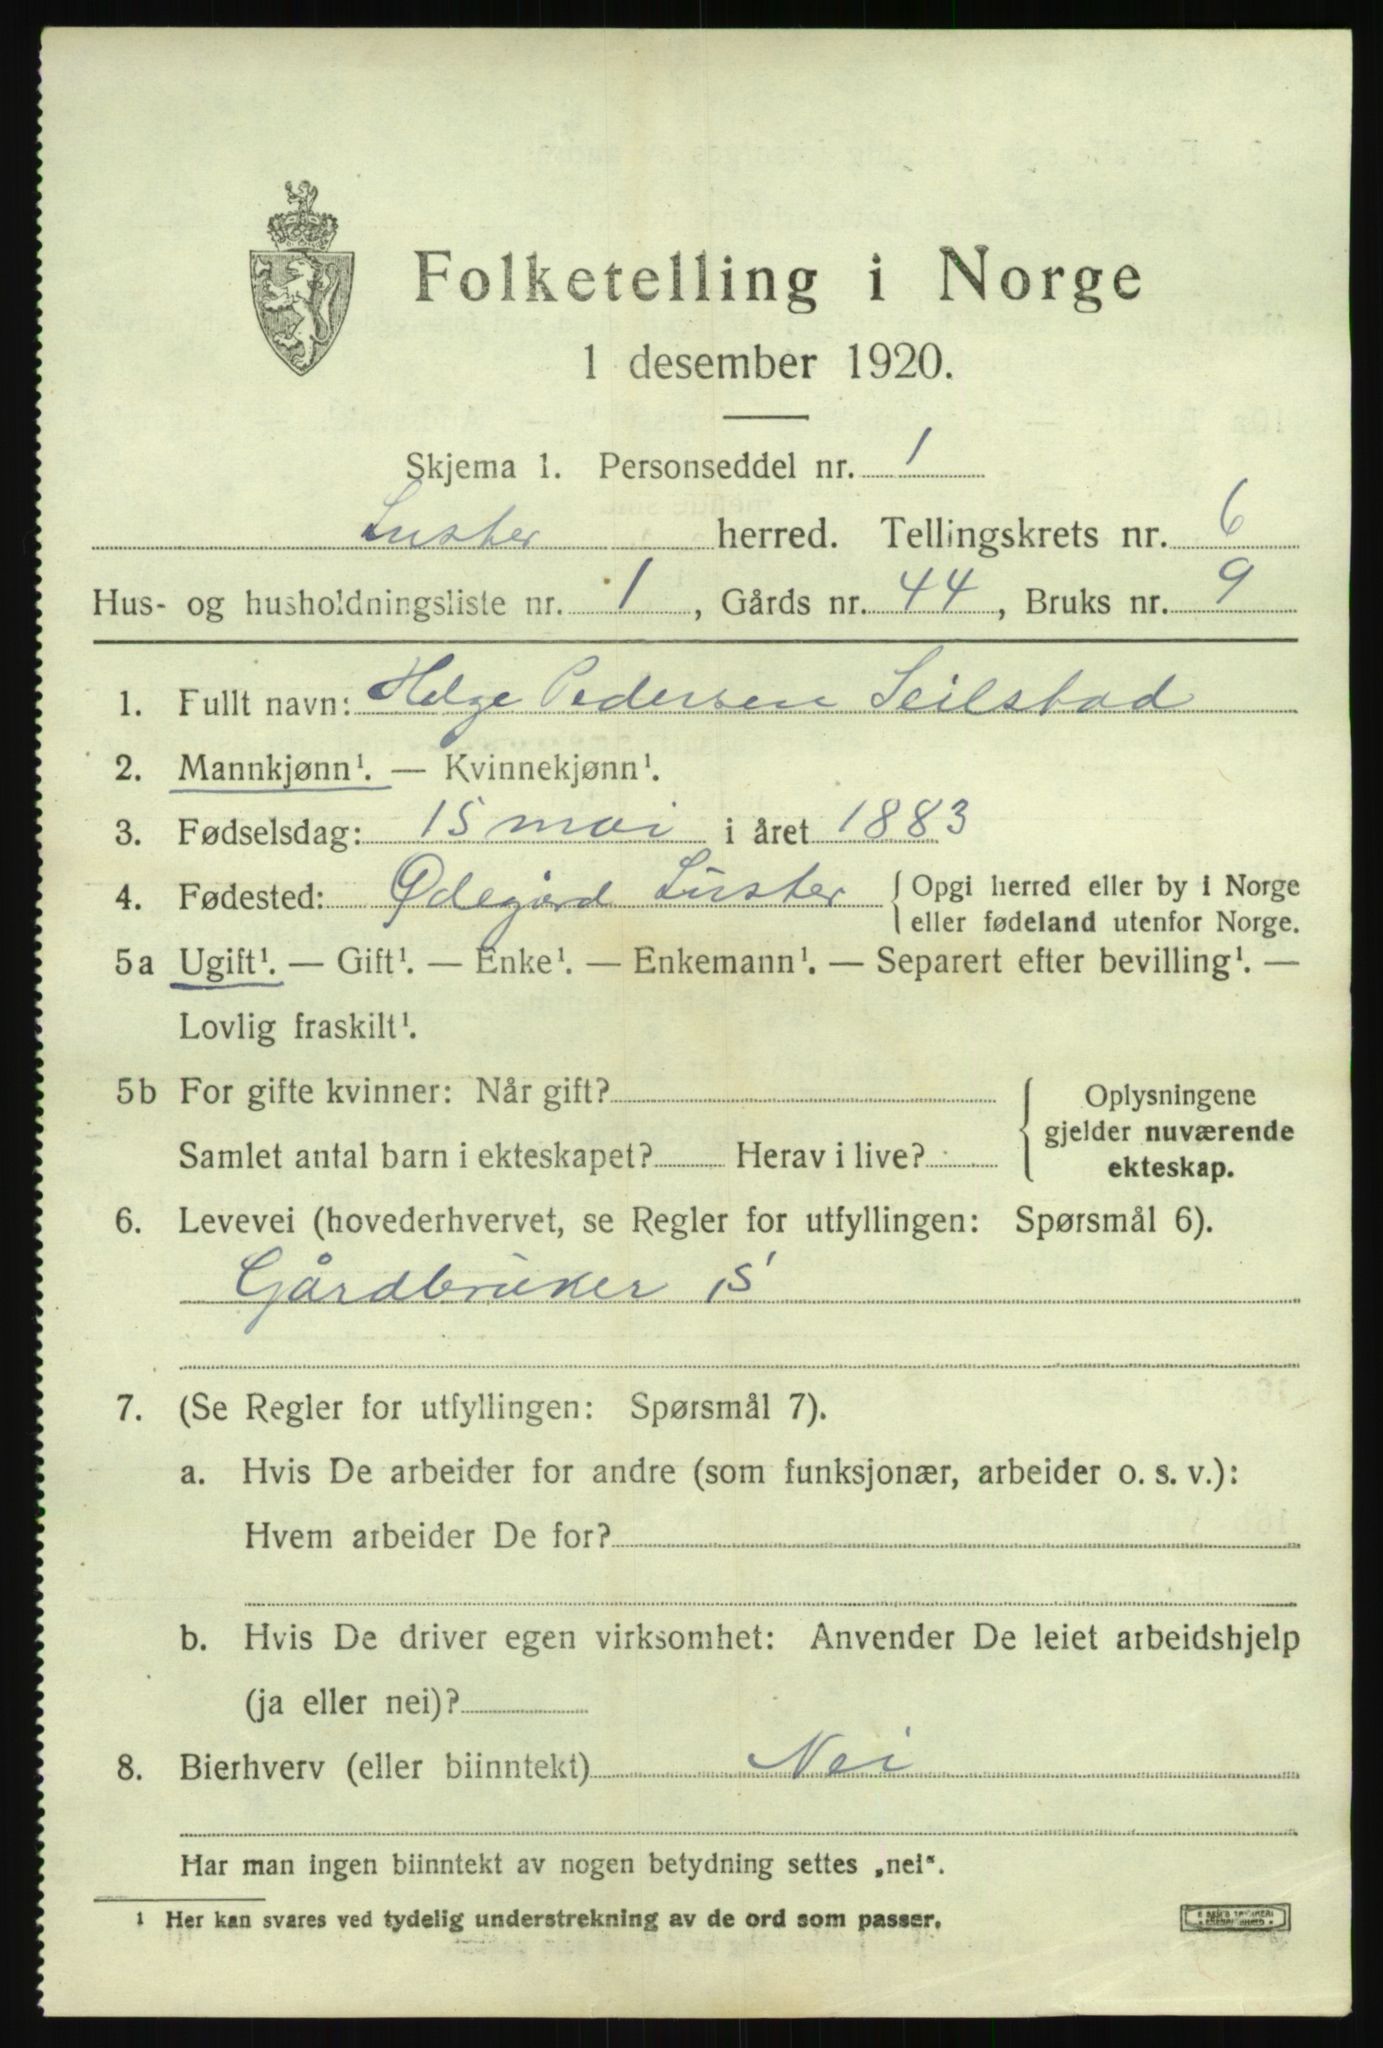 Folketelling i Norge
1 desember 1920.
Skjema 1. Personseddel nr. 1
Luster herred. Tellingskrets nr. 6
Hus- og husholdningsliste nr. 1, Gårds nr. 44, Bruks nr. 9
1. Fullt navn: Helge Pedersen Seilstad
2. Mannkjønn¹. — Kvinnekjønn¹.
3. Fødselsdag: 15 mai i året 1883
4. Fødested: Ødegård Luster { Opgi herred eller by i Norge
eller fødeland utenfor Norge.
5a Ugift¹. — Gift¹. — Enke¹. — Enkemann¹. — Separert efter bevilling¹. —
Lovlig fraskilt¹.
5b For gifte kvinner: Når gift? { Oplysningene
gjelder nuværende
Samlet antal barn i ekteskapet? Herav i live? ekteskap.
6. Levevei (hovederhvervet, se Regler for utfyllingen: Spørsmål 6).
Gårdbruker S
7. (Se Regler for utfyllingen: Spørsmål 7).
a. Hvis De arbeider for andre (som funksjonær, arbeider o. s. v.):
Hvem arbeider De for?
b. Hvis De driver egen virksomhet: Anvender De leiet arbeidshjelp
(ja eller nei)?
8. Bierhverv (eller biinntekt) Nei
Har man ingen biinntekt av nogen betydning settes „nei“.
¹ Her kan svares ved tydelig understrekning av de ord som passer.